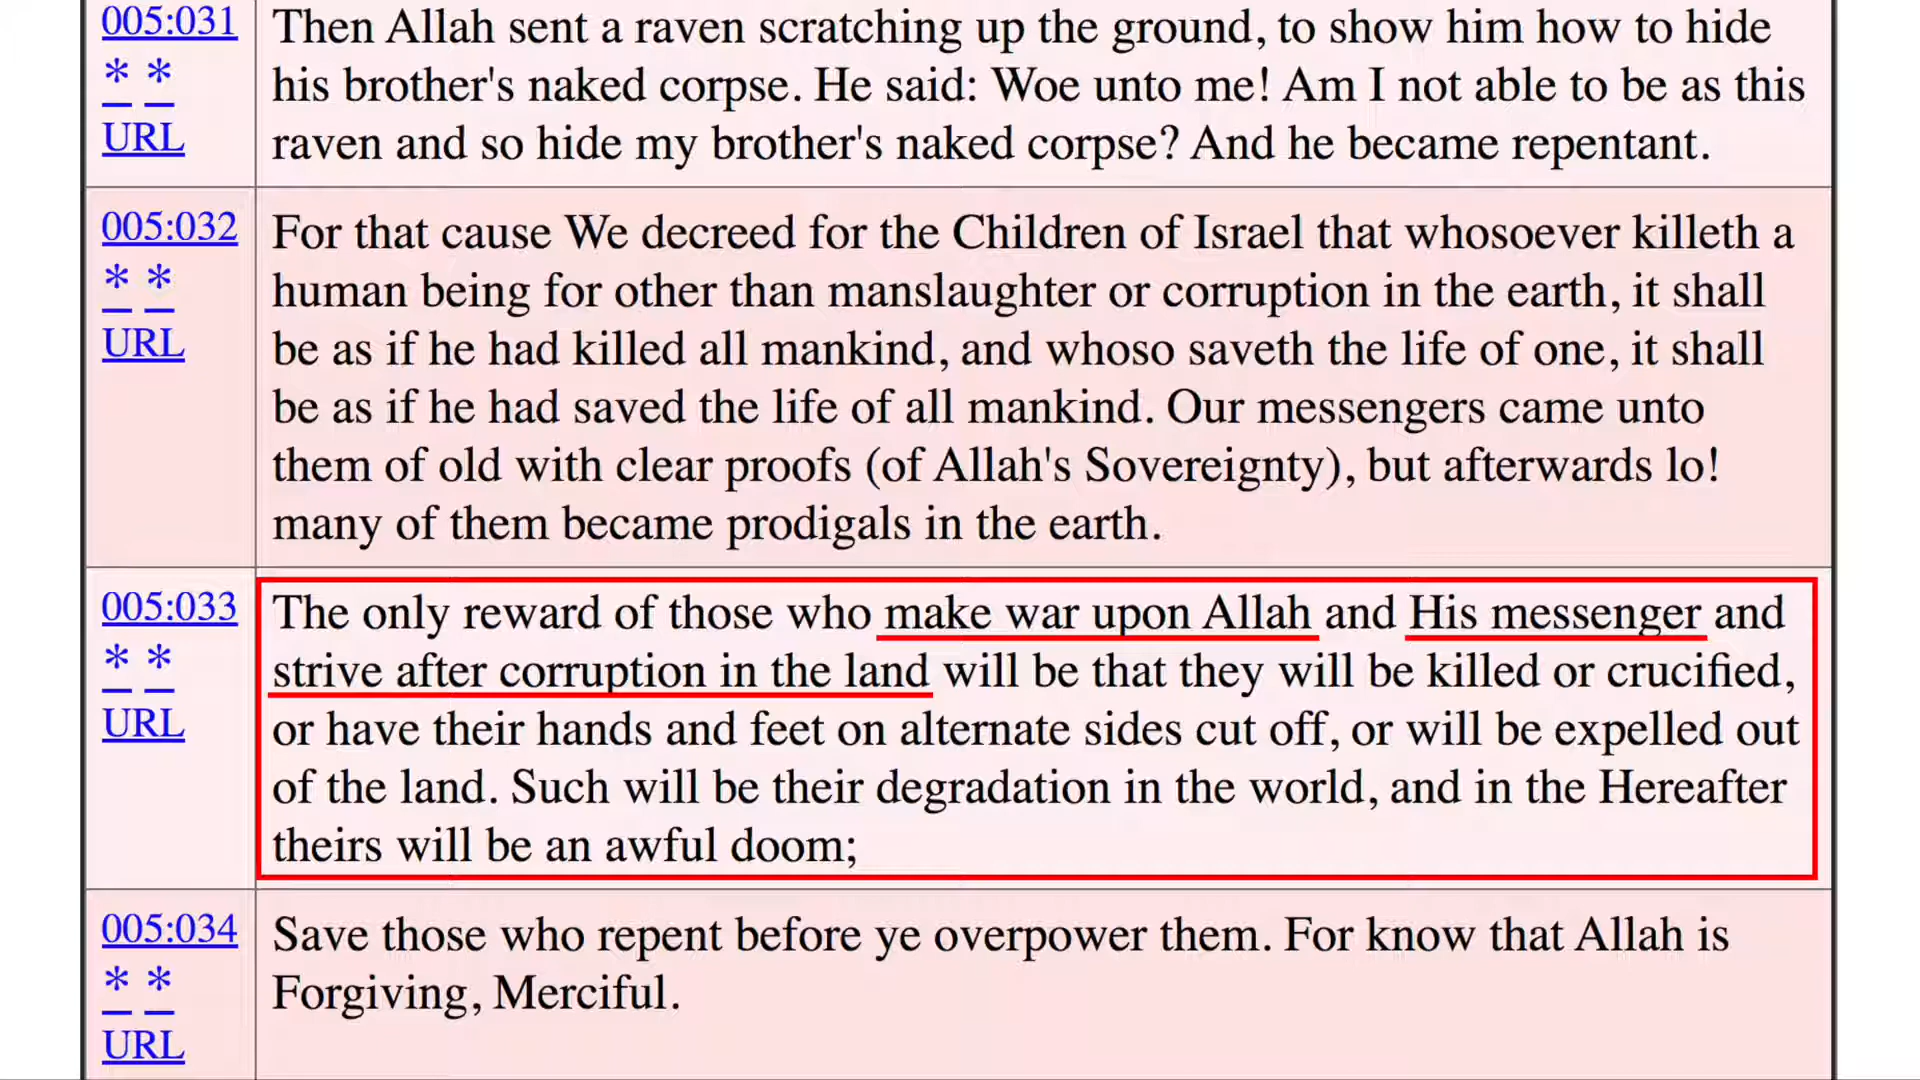 005:031
* *
URL
Then Allah sent a raven scratching up the ground, to show him how to hide
his brother's naked corpse. He said: Woe unto me! Am I not able to be as this
raven and so hide my brother's naked corpse? And he became repentant.
005:032
* *
URL
For that cause We decreed for the Children of Israel that whosoever killeth a
human being for other than manslaughter or corruption in the earth, it shall
be as if he had killed all mankind, and whoso saveth the life of one, it shall
be as if he had saved the life of all mankind. Our messengers came unto
them of old with clear proofs (of Allah's Sovereignty), but afterwards lo!
many of them became prodigals in the earth.
005:033
* *
URL
The only reward of those who make war upon Allah and His messenger and
strive after corruption in the land will be that they will be killed or crucified,
or have their hands and feet on alternate sides cut off, or will be expelled out
of the land. Such will be their degradation in the world, and in the Hereafter
theirs will be an awful doom;
005:034
* *
URL
Save those who repent before ye overpower them. For know that Allah is
Forgiving, Merciful.